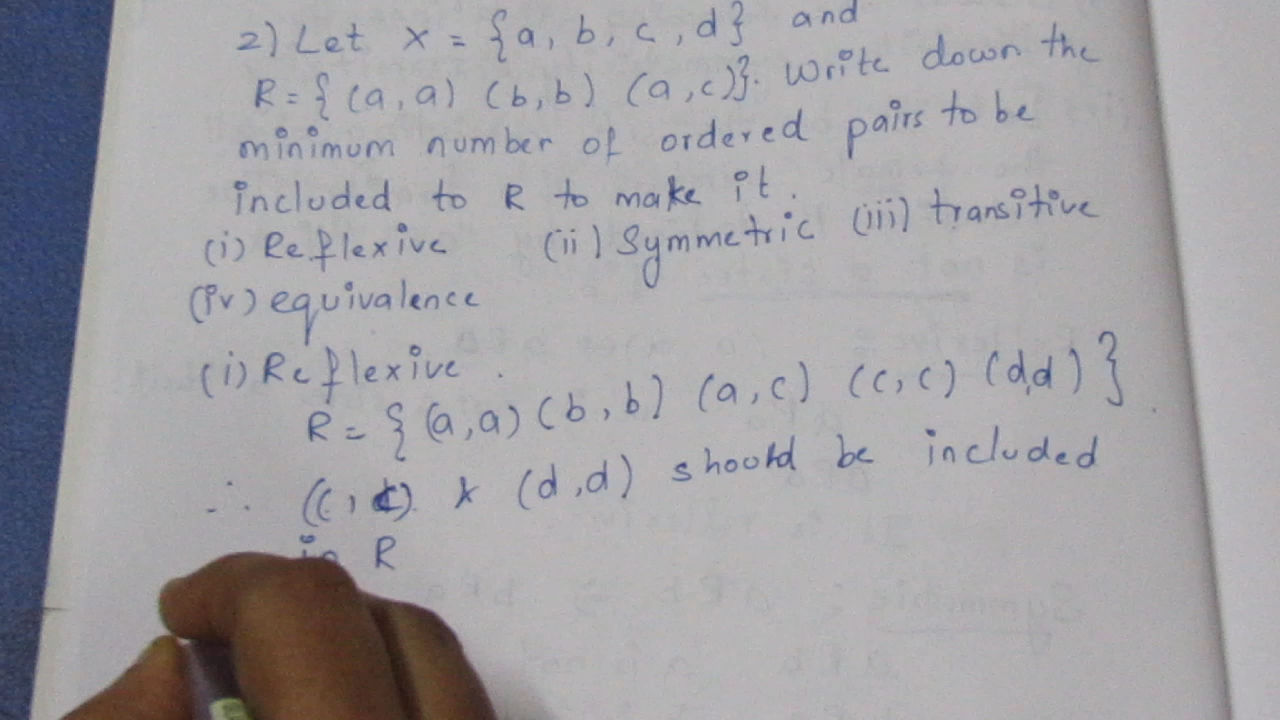 2) Let x = {a, b, c, d} and
R = { (a, a) (b, b) (a, c)}. Write down the
minimum number of ordered pairs to be
included to R to make it.
(i) Reflexive (ii) Symmetric (iii) transitive
(iv) equivalence
(i) Reflexive.
R = { (a, a) (b, b) (a, c) (c, c) (d,d) }
∴ (c, c) & (d, d) should be included
in R